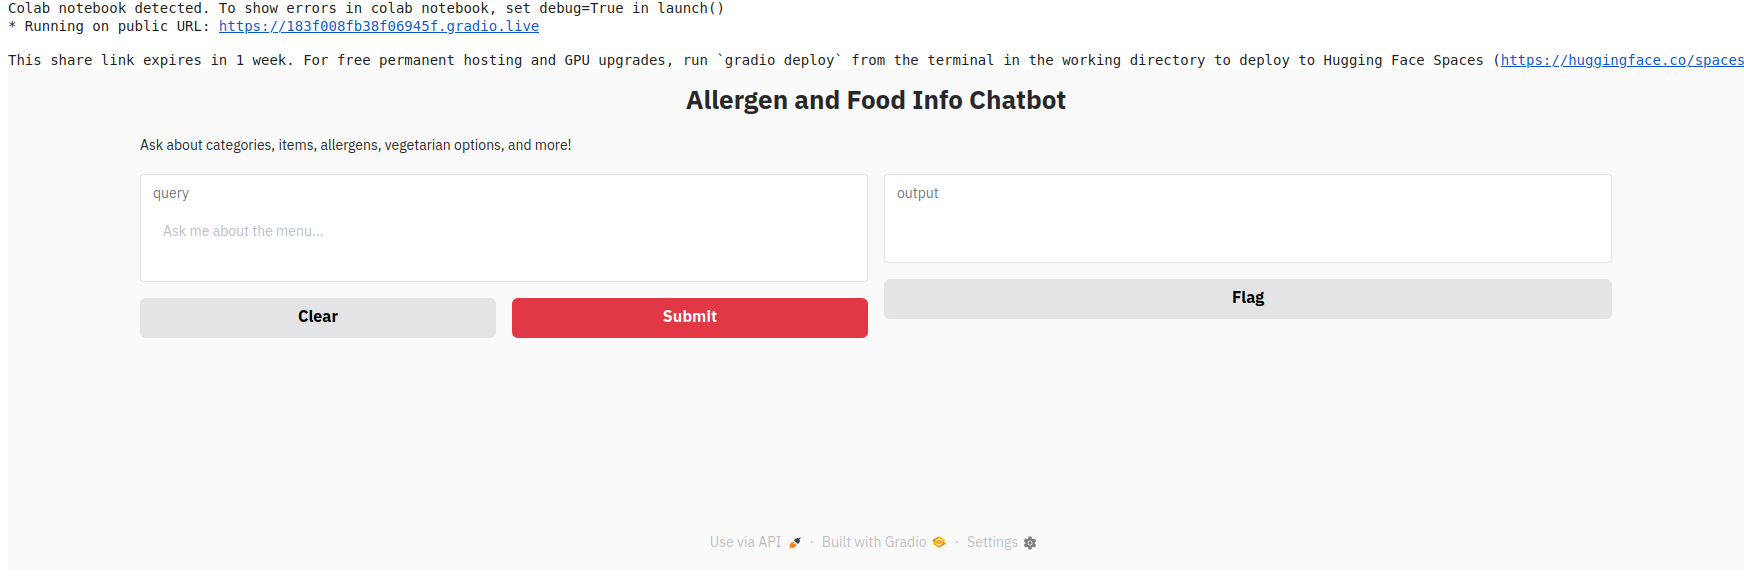 Colab notebook detected. To show errors in colab notebook, set debug=True in launch()
* Running on public URL: https://183f008fb38f06945f.gradio.live
This share link expires in 1 week. For free permanent hosting and GPU upgrades, run `gradio deploy` from the terminal in the working directory to deploy to Hugging Face Spaces (https://huggingface.co/spaces
Allergen and Food Info Chatbot
Ask about categories, items, allergens, vegetarian options, and more!
query
Ask me about the menu...
Clear
Submit
output
Flag
Use via API · Built with Gradio · Settings